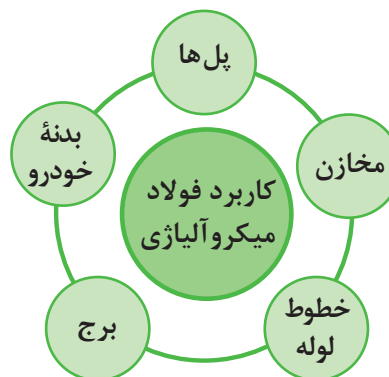 پل‌ها
مخازن
خطوط
لوله
برج
بدنهٔ
خودرو
کاربرد فولاد
میکروآلیاژی